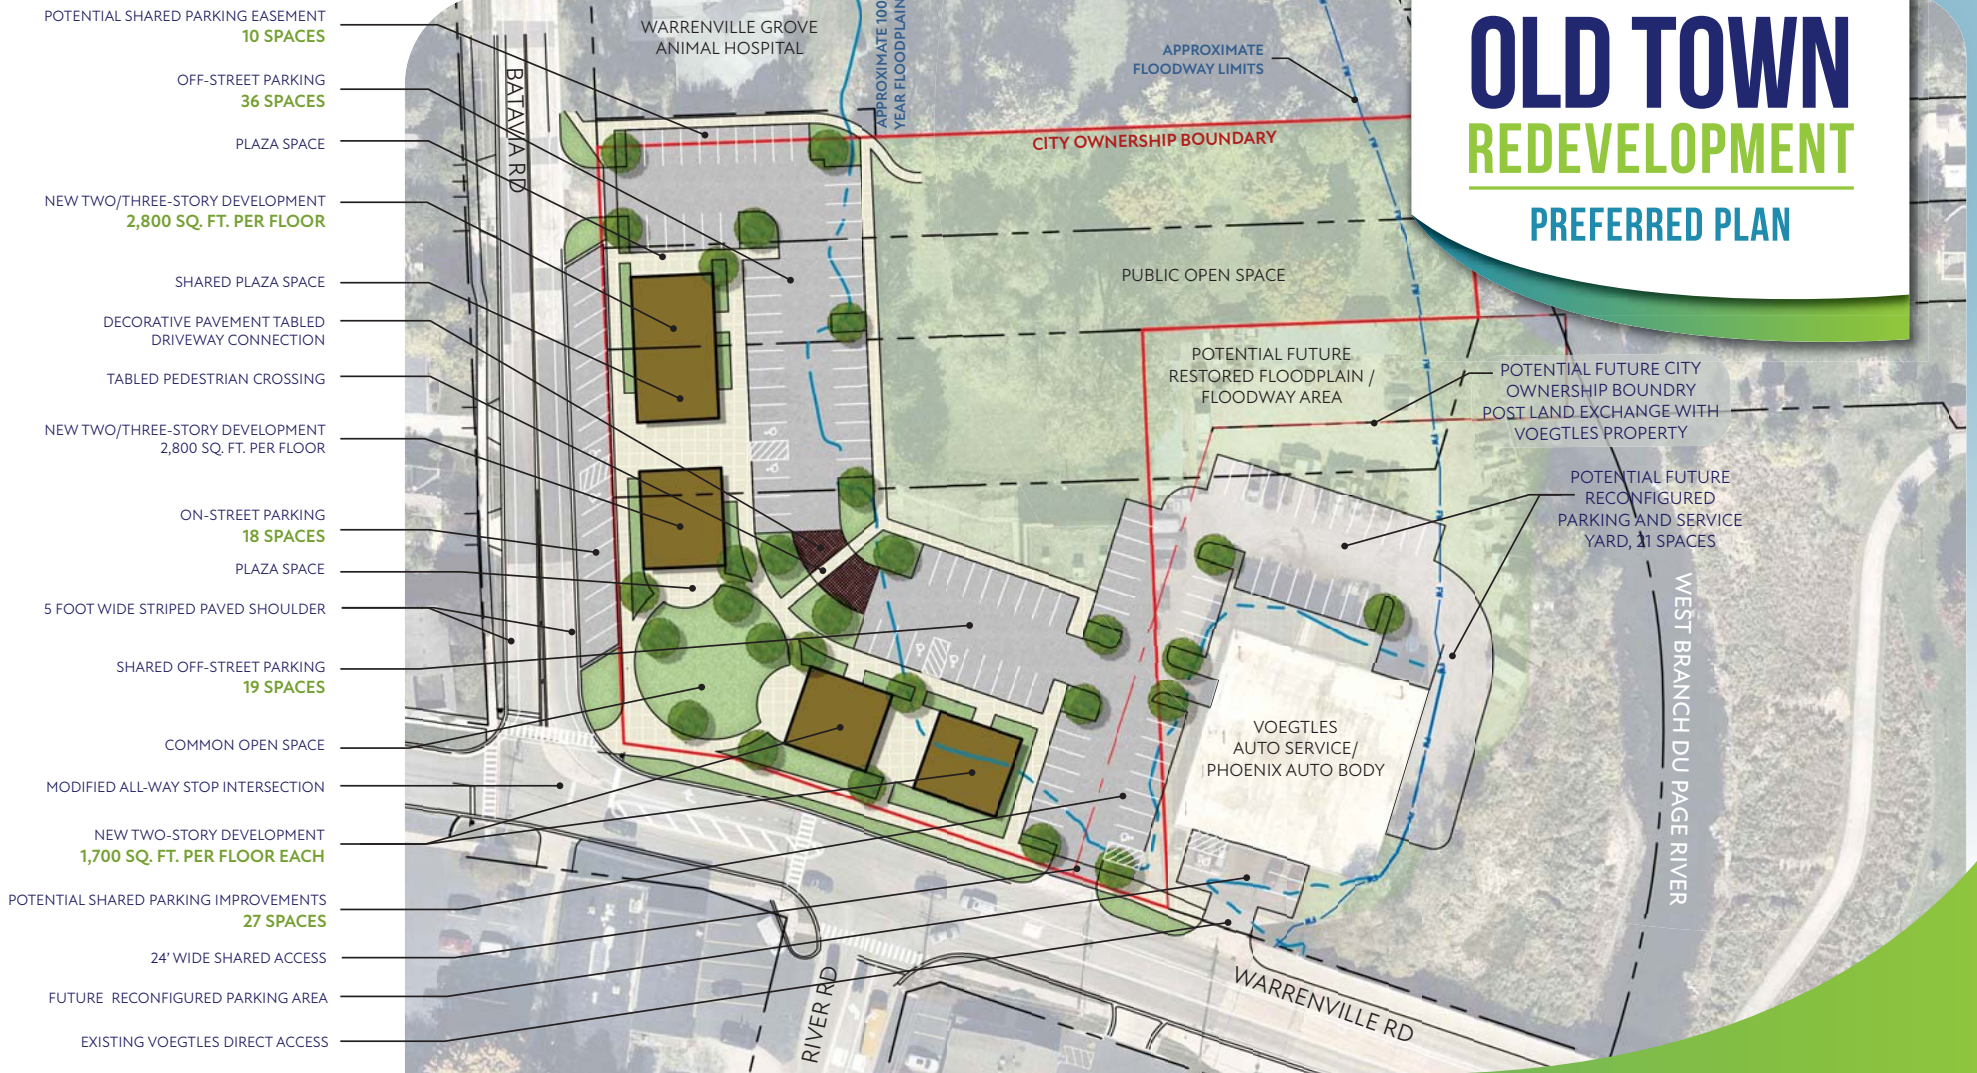 POTENTIAL SHARED PARKING EASEMENT
10 SPACES
OFF-STREET PARKING
36 SPACES
PLAZA SPACE
NEW TWO/THREE-STORY DEVELOPMENT
2,800 SQ. FT. PER FLOOR
SHARED PLAZA SPACE
DECORATIVE PAVEMENT TABLED
DRIVEWAY CONNECTION
TABLED PEDESTRIAN CROSSING
NEW TWO/THREE-STORY DEVELOPMENT
2,800 SQ. FT. PER FLOOR
ON-STREET PARKING
18 SPACES
PLAZA SPACE
5 FOOT WIDE STRIPED PAVED SHOULDER
SHARED OFF-STREET PARKING
19 SPACES
COMMON OPEN SPACE
MODIFIED ALL-WAY STOP INTERSECTION
NEW TWO-STORY DEVELOPMENT
1,700 SQ. FT. PER FLOOR EACH
POTENTIAL SHARED PARKING IMPROVEMENTS
27 SPACES
24' WIDE SHARED ACCESS
FUTURE RECONFIGURED PARKING AREA
EXISTING VOEGTLES DIRECT ACCESS
BATAVIA RD
WARRENVILLE GROVE
ANIMAL HOSPITAL
APPROXIMATE 100
YEAR FLOODPLAIN
APPROXIMATE
FLOODWAY LIMITS
CITY OWNERSHIP BOUNDARY
PUBLIC OPEN SPACE
POTENTIAL FUTURE
RESTORED FLOODPLAIN /
FLOODWAY AREA
POTENTIAL FUTURE CITY
OWNERSHIP BOUNDRY
POST LAND EXCHANGE WITH
VOEGTLES PROPERTY
POTENTIAL FUTURE
RECONFIGURED
PARKING AND SERVICE
YARD, 21 SPACES
VOEGTLES
AUTO SERVICE/
PHOENIX AUTO BODY
WEST BRANCH DU PAGE RIVER
WARRENVILLE RD
RIVER RD
OLD TOWN
REDEVELOPMENT
PREFERRED PLAN